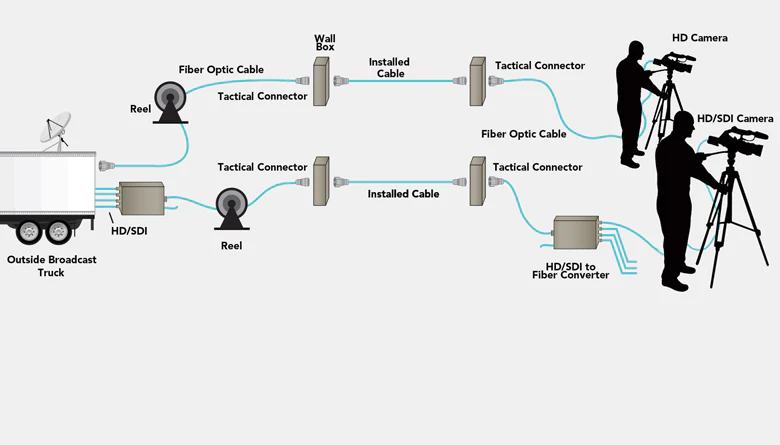 HD Camera
Wall
Box
Installed
Cable
Fiber Optic Cable
Tactical Connector
Tactical Connector
Reel
HD/SDI Camera
Fiber Optic Cable
Tactical Connector
Tactical Connector
Installed Cable
HD/SDI
Reel
Outside Broadcast
Truck
HD/SDI to
Fiber Converter